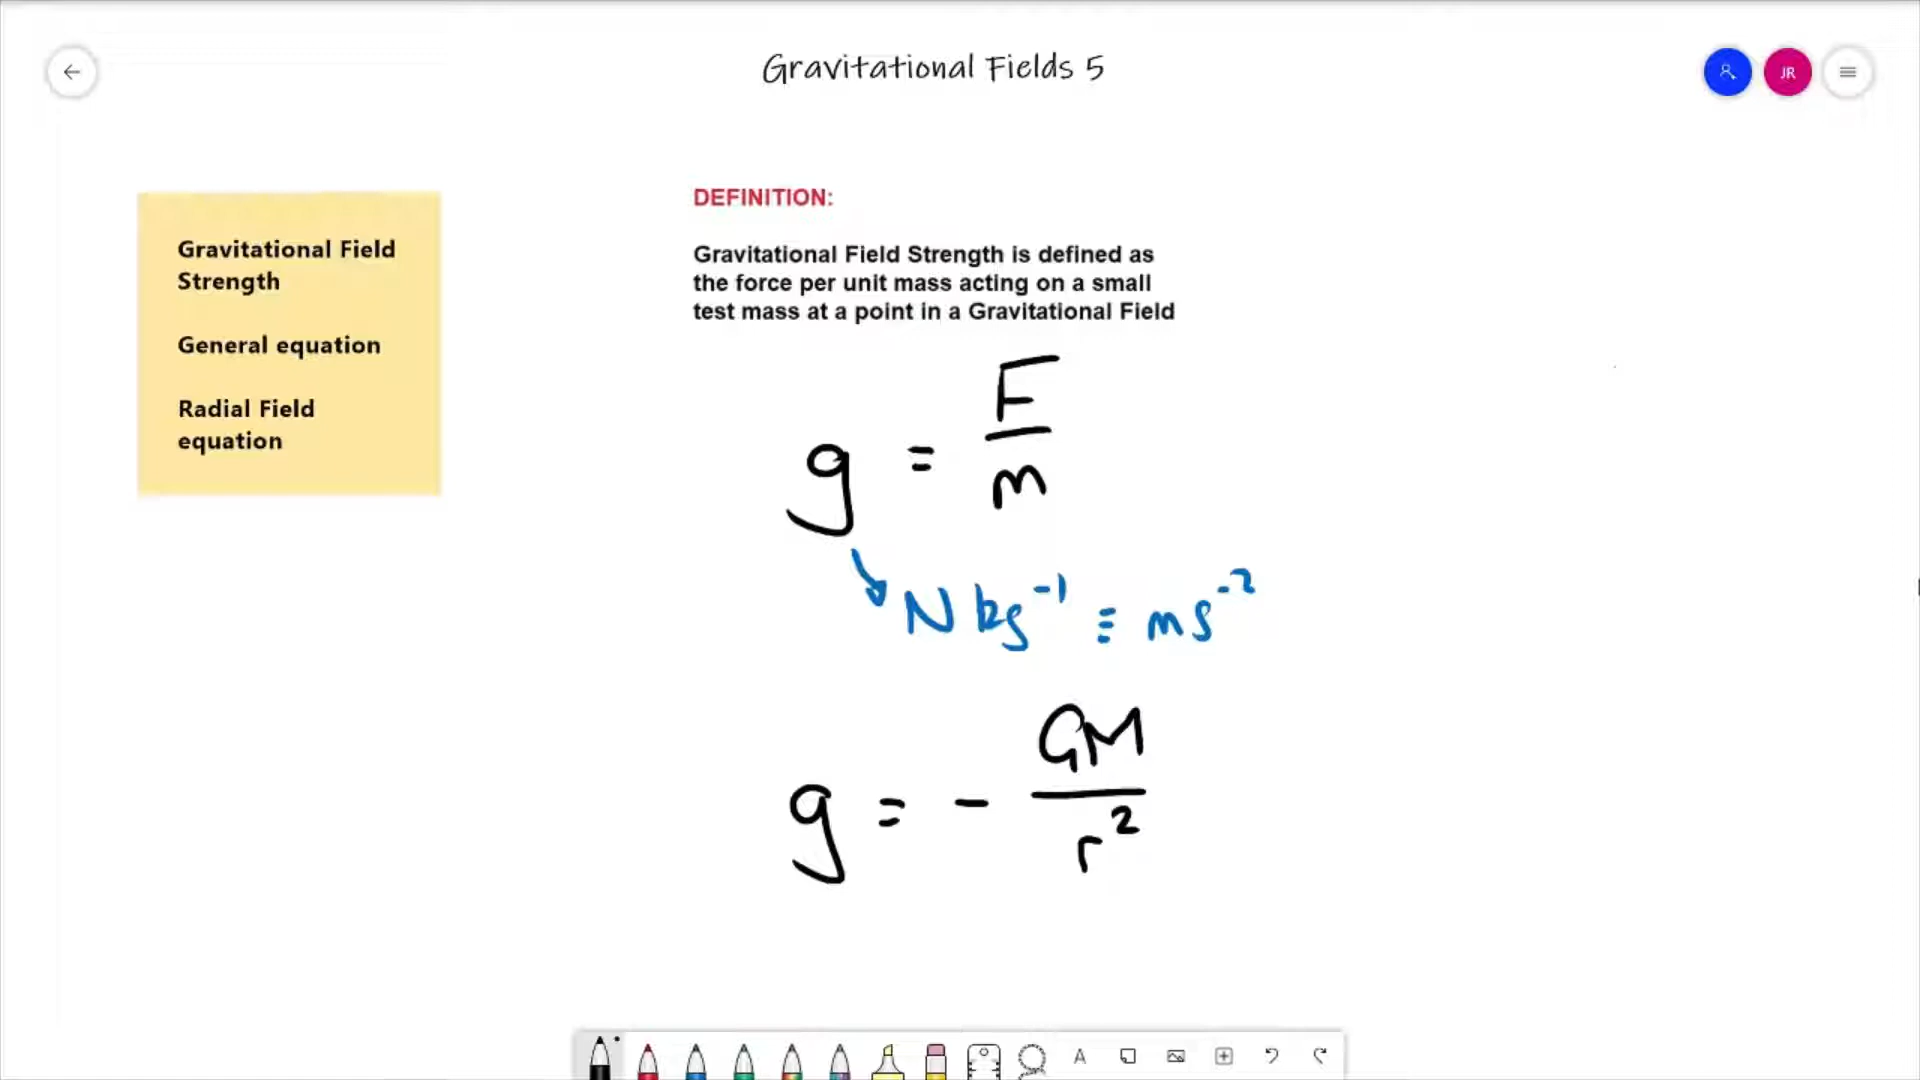 Gravitational Fields 5
JR
Gravitational Field
Strength
General equation
Radial Field
equation
DEFINITION:
Gravitational Field Strength is defined as
the force per unit mass acting on a small
test mass at a point in a Gravitational Field
g = F/m
N kg⁻¹ ≡ ms⁻²
g = - GM/r²
A